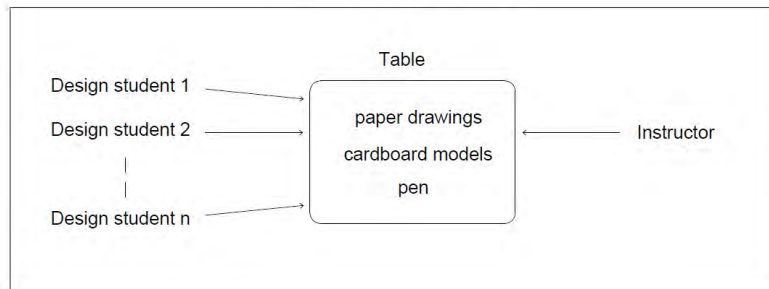 Table
Design student 1
Design student 2
Design student n
paper drawings
cardboard models
pen
Instructor